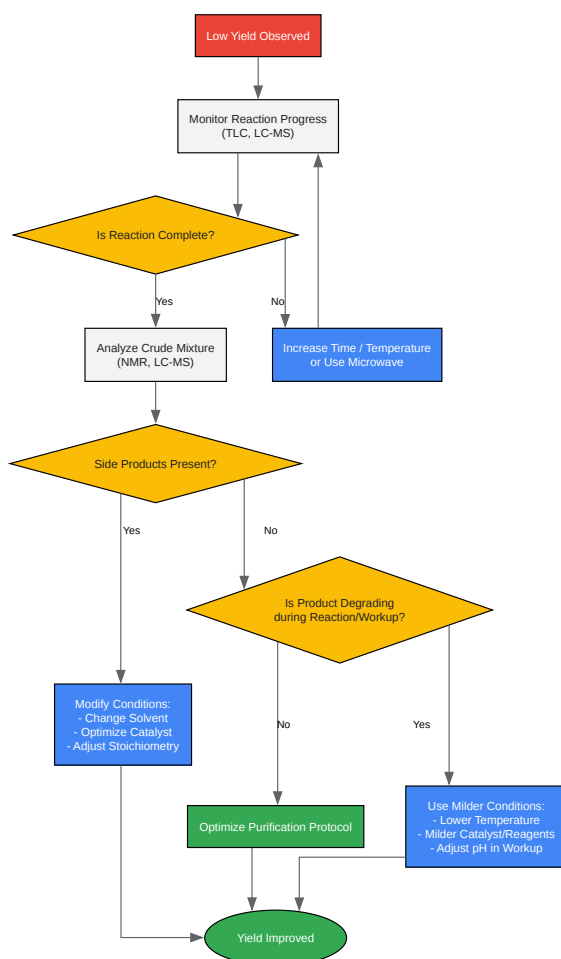 Low Yield Observed
Monitor Reaction Progress
(TLC, LC-MS)
Is Reaction Complete?
Yes
No
Analyze Crude Mixture
(NMR, LC-MS)
Increase Time / Temperature
or Use Microwave
Side Products Present?
Yes
No
Is Product Degrading
during Reaction/Workup?
Modify Conditions:
- Change Solvent
- Optimize Catalyst
- Adjust Stoichiometry
No
Yes
Optimize Purification Protocol
Use Milder Conditions:
- Lower Temperature
- Milder Catalyst/Reagents
- Adjust pH in Workup
Yield Improved